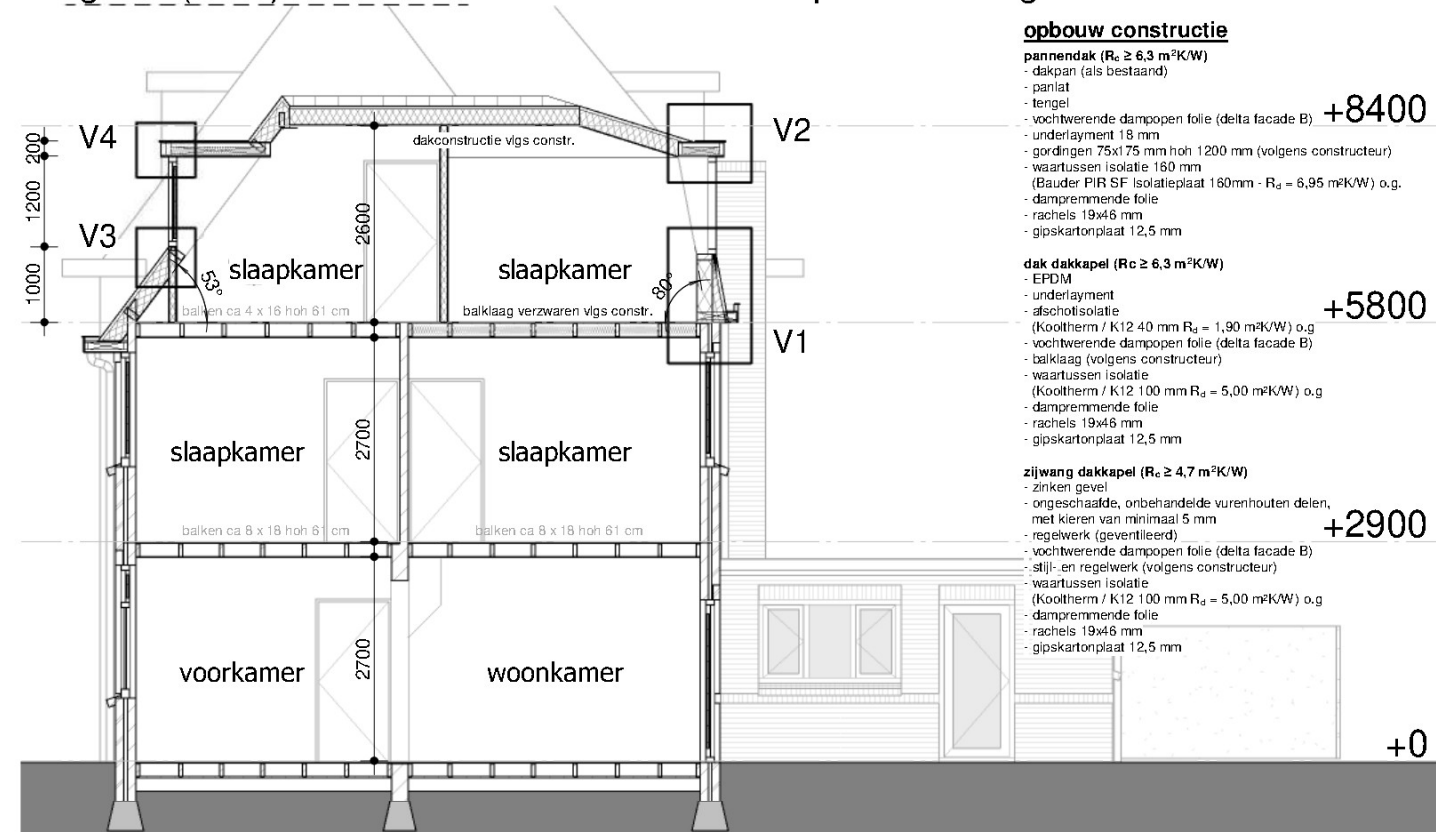 opbouw constructie
pannendak (Rc ≥ 6,3 m²K/W)
- dakpan (als bestaand)
- panlat
- tengel
- vochtwerende dampopen folie (delta facade B)
- underlayment 18 mm
- gordingen 75x175 mm hoh 1200 mm (volgens constructeur)
- waartussen isolatie 160 mm
(Bauder PIR SF Isolatieplaat 160mm - Rd = 6,95 m²K/W) o.g.
- dampremmende folie
- rachels 19x46 mm
- gipskartonplaat 12,5 mm
dak dakkapel (Rc ≥ 6,3 m²K/W)
- EPDM
- underlayment
- afschotisolatie
(Kooltherm / K12 40 mm Rd = 1,90 m²K/W) o.g
- vochtwerende dampopen folie (delta facade B)
- balklaag (volgens constructeur)
- waartussen isolatie
(Kooltherm / K12 100 mm Rd = 5,00 m²K/W) o.g
- dampremmende folie
- rachels 19x46 mm
- gipskartonplaat 12,5 mm
zijwang dakkapel (Rc ≥ 4,7 m²K/W)
- zinken gevel
- ongeschaafde, onbehandelde vurenhouten delen,
met kieren van minimaal 5 mm
- regelwerk (geventileerd)
- vochtwerende dampopen folie (delta facade B)
- stijl- en regelwerk (volgens constructeur)
- waartussen isolatie
(Kooltherm / K12 100 mm Rd = 5,00 m²K/W) o.g
- dampremmende folie
- rachels 19x46 mm
- gipskartonplaat 12,5 mm
+8400
+5800
+2900
+0
V4
V2
V3
V1
200
1200
1000
dakconstructie vlgs constr.
2600
slaapkamer
slaapkamer
53°
80°
balken ca 4 x 16 hoh 61 cm
balklaag verzwaren vlgs constr.
slaapkamer
2700
slaapkamer
balken ca 8 x 18 hoh 61 cm
balken ca 8 x 18 hoh 61 cm
voorkamer
2700
woonkamer